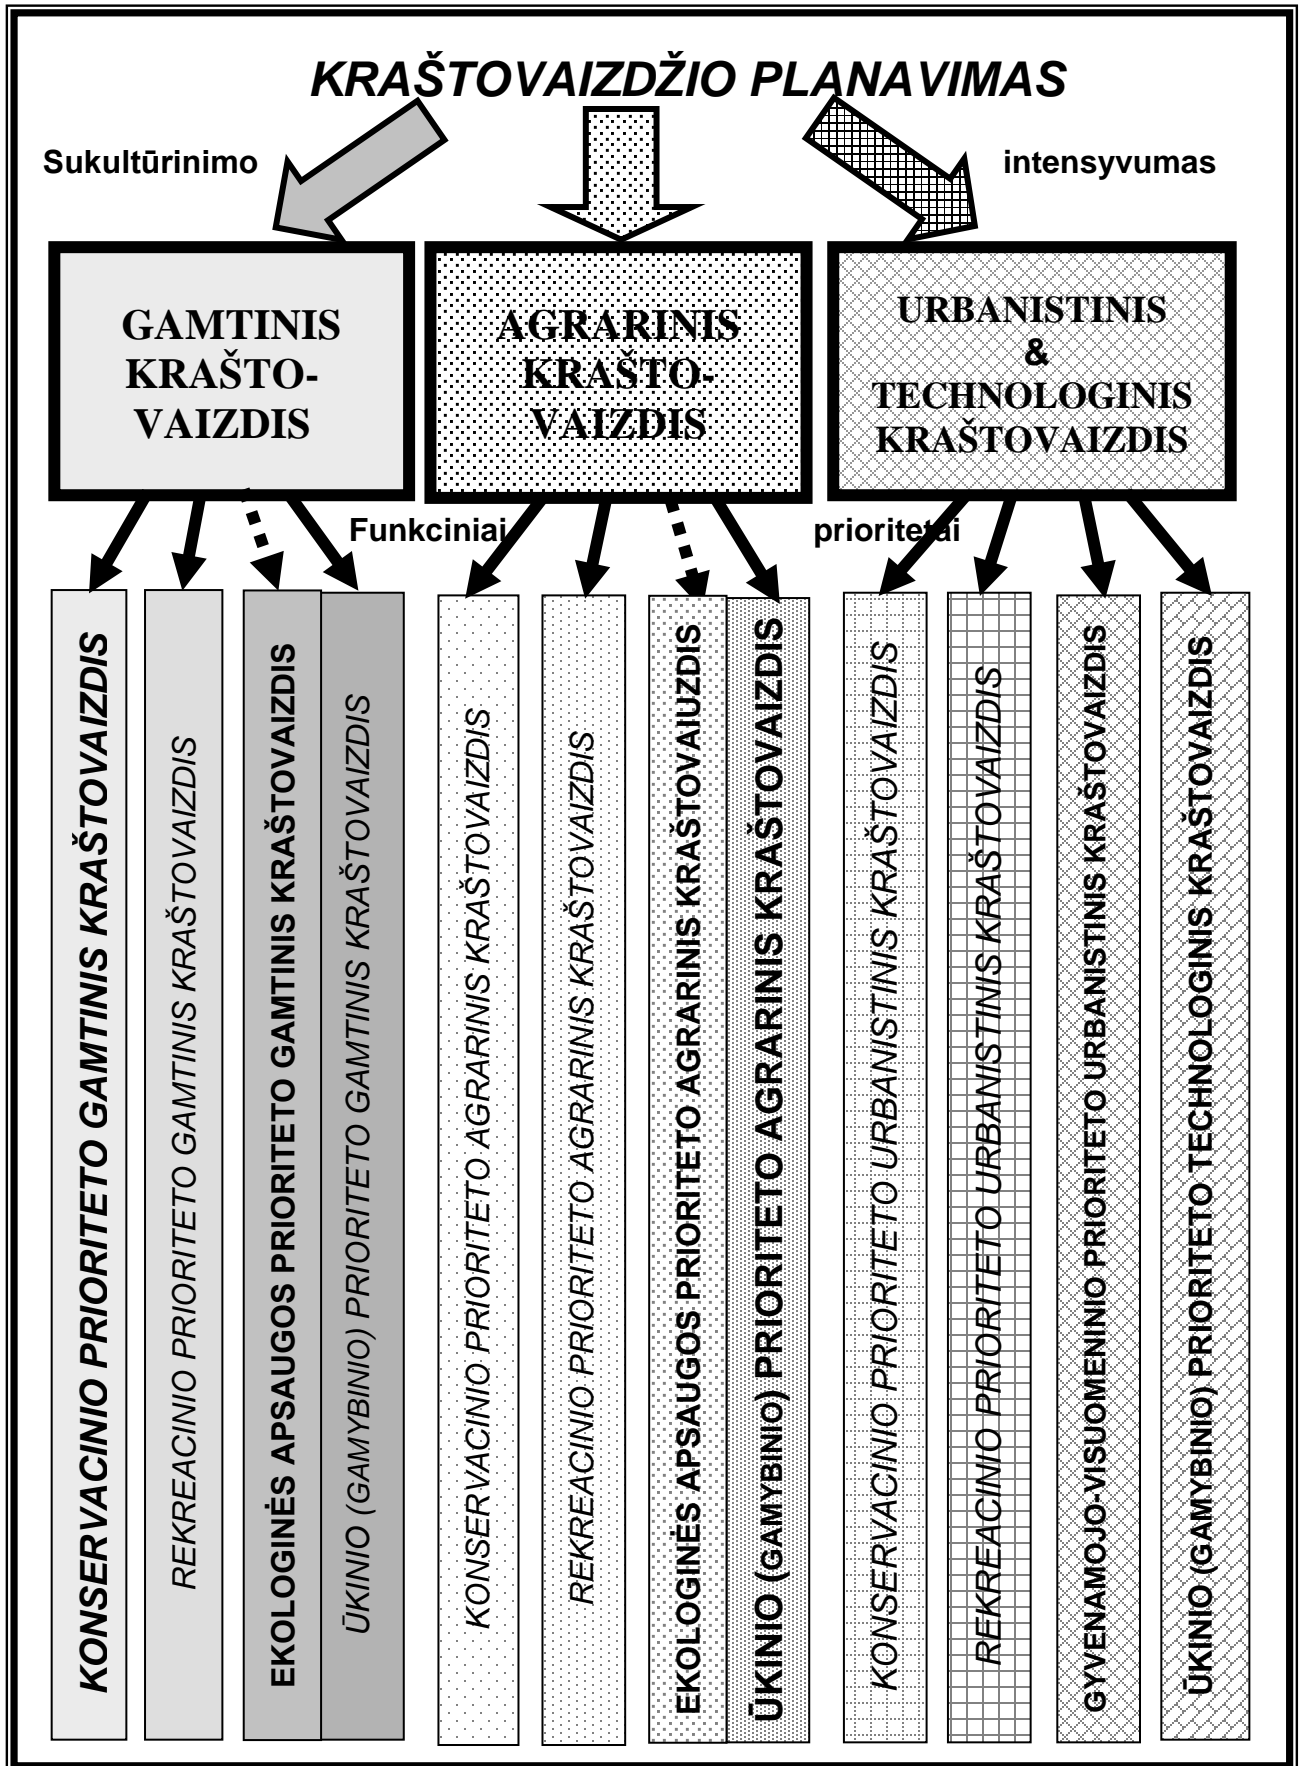 KRAŠTOVAIZDŽIO PLANAVIMAS
Sukultūrinimo
intensyvumas
GAMTINIS
KRAŠTO-
VAIZDIS
AGRARINIS
KRAŠTO-
VAIZDIS
URBANISTINIS
&
TECHNOLOGINIS
KRAŠTOVAIZDIS
Funkciniai
prioritetai
KONSERVACINIO PRIORITETO GAMTINIS KRAŠTOVAIZDIS
REKREACINIO PRIORITETO GAMTINIS KRAŠTOVAIZDIS
EKOLOGINĖS APSAUGOS PRIORITETO GAMTINIS KRAŠTOVAIZDIS
ŪKINIO (GAMYBINIO) PRIORITETO GAMTINIS KRAŠTOVAIZDIS
KONSERVACINIO PRIORITETO AGRARINIS KRAŠTOVAIZDIS
REKREACINIO PRIORITETO AGRARINIS KRAŠTOVAIZDIS
EKOLOGINĖS APSAUGOS PRIORITETO AGRARINIS KRAŠTOVAIUZDIS
ŪKINIO (GAMYBINIO) PRIORITETO AGRARINIS KRAŠTOVAIZDIS
KONSERVACINIO PRIORITETO URBANISTINIS KRAŠTOVAIZDIS
REKREACINIO PRIORITETO URBANISTINIS KRAŠTOVAIZDIS
GYVENAMOJO-VISUOMENINIO PRIORITETO URBANISTINIS KRAŠTOVAIZDIS
ŪKINIO (GAMYBINIO) PRIORITETO TECHNOLOGINIS KRAŠTOVAIZDIS